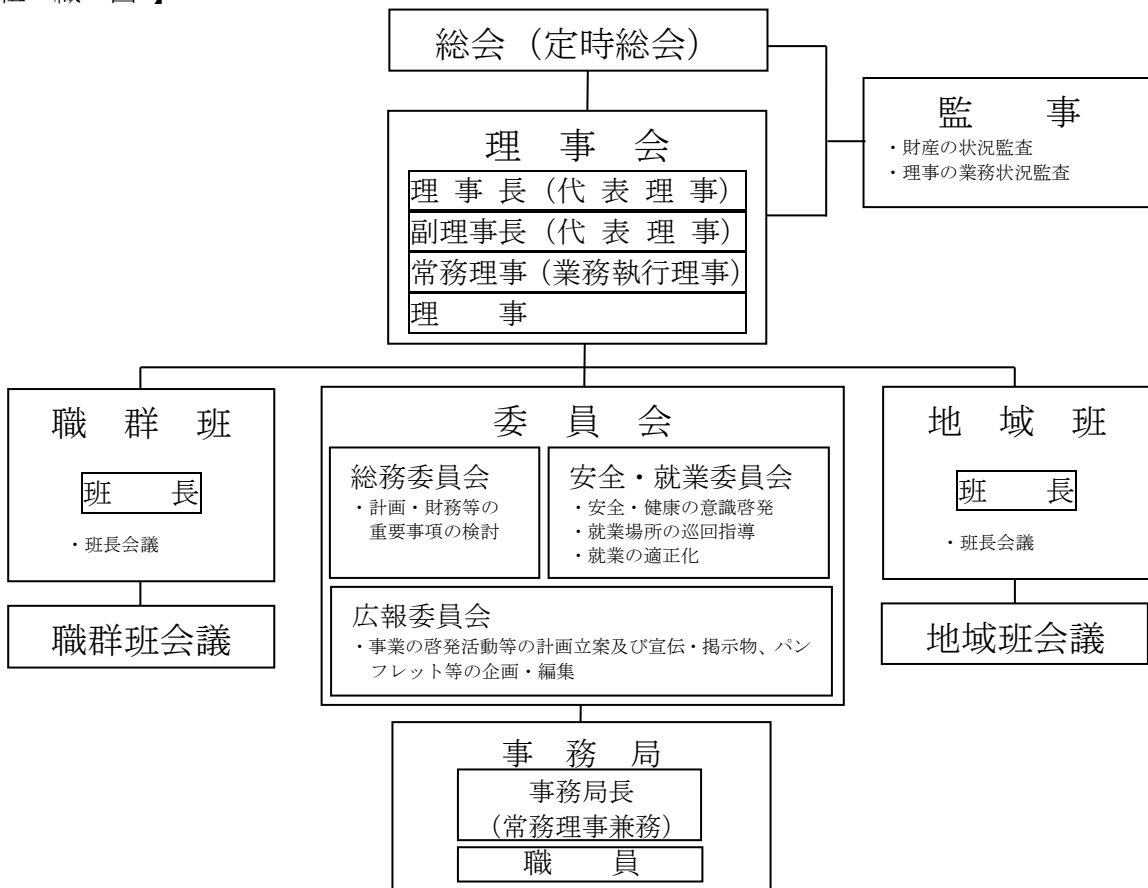 総会（定時総会）
監　事
・財産の状況監査
・理事の業務状況監査
理 事 会
理 事 長（代 表 理 事）
副理事長（代 表 理 事）
常務理事（業務執行理事）
理　事
職 群 班
班　長
・班長会議
職群班会議
委 員 会
総務委員会
・計画・財務等の
重要事項の検討
安全・就業委員会
・安全・健康の意識啓発
・就業場所の巡回指導
・就業の適正化
広報委員会
・事業の啓発活動等の計画立案及び宣伝・掲示物、パン
フレット等の企画・編集
地 域 班
班　長
・班長会議
地域班会議
事 務 局
事務局長
（常務理事兼務）
職　員